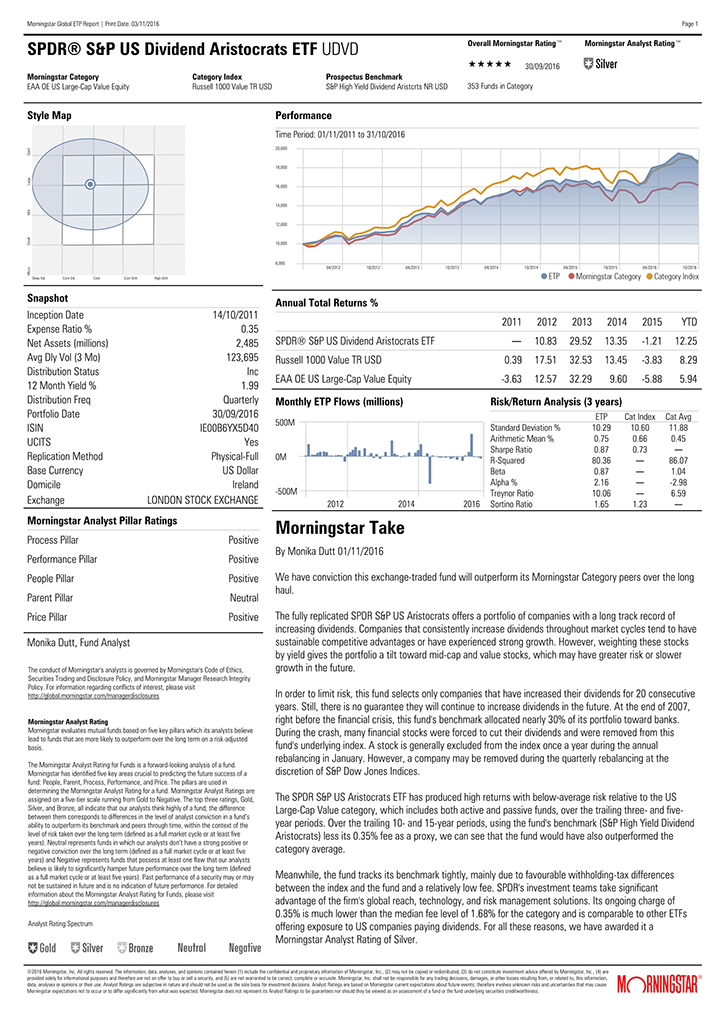 Morningstar Global ETP Report | Print Date: 03/11/2016
Page 1
SPDR® S&P US Dividend Aristocrats ETF UDVD
Overall Morningstar Rating™
Morningstar Analyst Rating™
★★★★★
30/09/2016
Silver
Morningstar Category
Category Index
Prospectus Benchmark
EAA OE US Large-Cap Value Equity
Russell 1000 Value TR USD
S&P High Yield Dividend Aristcrts NR USD
353 Funds in Category
Style Map
Giant
Large
Mid
Small
Micro
Deep Val
Core Val
Core
Core Grth
High Grth
Performance
Time Period: 01/11/2011 to 31/10/2016
20,000
18,000
16,000
14,000
12,000
10,000
8,000
04/2012
10/2012
04/2013
10/2013
04/2014
10/2014
04/2015
10/2015
04/2016
10/2016
ETP
Morningstar Category
Category Index
Snapshot
Inception Date 14/10/2011
Expense Ratio % 0.35
Net Assets (millions) 2,485
Avg Dly Vol (3 Mo) 123,695
Distribution Status Inc
12 Month Yield % 1.99
Distribution Freq Quarterly
Portfolio Date 30/09/2016
ISIN IE00B6YX5D40
UCITS Yes
Replication Method Physical-Full
Base Currency US Dollar
Domicile Ireland
Exchange LONDON STOCK EXCHANGE
Annual Total Returns %
2011 2012 2013 2014 2015 YTD
SPDR® S&P US Dividend Aristocrats ETF — 10.83 29.52 13.35 -1.21 12.25
Russell 1000 Value TR USD 0.39 17.51 32.53 13.45 -3.83 8.29
EAA OE US Large-Cap Value Equity -3.63 12.57 32.29 9.60 -5.88 5.94
Monthly ETP Flows (millions)
500M
0M
-500M
2012
2014
2016
Risk/Return Analysis (3 years)
ETP Cat Index Cat Avg
Standard Deviation % 10.29 10.60 11.88
Arithmetic Mean % 0.75 0.66 0.45
Sharpe Ratio 0.87 0.73 —
R-Squared 80.36 — 86.07
Beta 0.87 — 1.04
Alpha % 2.16 — -2.98
Treynor Ratio 10.06 — 6.59
Sortino Ratio 1.65 1.23 —
Morningstar Analyst Pillar Ratings
Process Pillar Positive
Performance Pillar Positive
People Pillar Positive
Parent Pillar Neutral
Price Pillar Positive
Monika Dutt, Fund Analyst
The conduct of Morningstar's analysts is governed by Morningstar's Code of Ethics,
Securities Trading and Disclosure Policy, and Morningstar Manager Research Integrity
Policy. For information regarding conflicts of interest, please visit
http://global.morningstar.com/managerdisclosures
Morningstar Analyst Rating
Morningstar evaluates mutual funds based on five key pillars which its analysts believe
lead to funds that are more likely to outperform over the long term on a risk-adjusted
basis.
The Morningstar Analyst Rating for Funds is a forward-looking analysis of a fund.
Morningstar has identified five key areas crucial to predicting the future success of a
fund: People, Parent, Process, Performance, and Price. The pillars are used in
determining the Morningstar Analyst Rating for a fund. Morningstar Analyst Ratings are
assigned on a five-tier scale running from Gold to Negative. The top three ratings, Gold,
Silver, and Bronze, all indicate that our analysts think highly of a fund; the difference
between them corresponds to differences in the level of analyst conviction in a fund's
ability to outperform its benchmark and peers through time, within the context of the
level of risk taken over the long term (defined as a full market cycle or at least five
years). Neutral represents funds in which our analysts don't have a strong positive or
negative conviction over the long term (defined as a full market cycle or at least five
years) and Negative represents funds that possess at least one flaw that our analysts
believe is likely to significantly hamper future performance over the long term (defined
as a full market cycle or at least five years). Past performance of a security may or may
not be sustained in future and is no indication of future performance. For detailed
information about the Morningstar Analyst Rating for Funds, please visit
http://global.morningstar.com/managerdisclosures
Analyst Rating Spectrum
Gold
Silver
Bronze
Neutral
Negative
Morningstar Take
By Monika Dutt 01/11/2016
We have conviction this exchange-traded fund will outperform its Morningstar Category peers over the long
haul.
The fully replicated SPDR S&P US Aristocrats offers a portfolio of companies with a long track record of
increasing dividends. Companies that consistently increase dividends throughout market cycles tend to have
sustainable competitive advantages or have experienced strong growth. However, weighting these stocks
by yield gives the portfolio a tilt toward mid-cap and value stocks, which may have greater risk or slower
growth in the future.
In order to limit risk, this fund selects only companies that have increased their dividends for 20 consecutive
years. Still, there is no guarantee they will continue to increase dividends in the future. At the end of 2007,
right before the financial crisis, this fund's benchmark allocated nearly 30% of its portfolio toward banks.
During the crash, many financial stocks were forced to cut their dividends and were removed from this
fund's underlying index. A stock is generally excluded from the index once a year during the annual
rebalancing in January. However, a company may be removed during the quarterly rebalancing at the
discretion of S&P Dow Jones Indices.
The SPDR S&P US Aristocrats ETF has produced high returns with below-average risk relative to the US
Large-Cap Value category, which includes both active and passive funds, over the trailing three- and five-
year periods. Over the trailing 10- and 15-year periods, using the fund's benchmark (S&P High Yield Dividend
Aristocrats) less its 0.35% fee as a proxy, we can see that the fund would have also outperformed the
category average.
Meanwhile, the fund tracks its benchmark tightly, mainly due to favourable withholding-tax differences
between the index and the fund and a relatively low fee. SPDR's investment teams take significant
advantage of the firm's global reach, technology, and risk management solutions. Its ongoing charge of
0.35% is much lower than the median fee level of 1.68% for the category and is comparable to other ETFs
offering exposure to US companies paying dividends. For all these reasons, we have awarded it a
Morningstar Analyst Rating of Silver.
©2016 Morningstar, Inc. All rights reserved. The information, data, analyses, and opinions contained herein (1) include the confidential and proprietary information of Morningstar, Inc., (2) may not be copied or redistributed, (3) do not constitute investment advice offered by Morningstar, Inc., (4) are
provided solely for informational purposes and therefore are not an offer to buy or sell a security, and (5) are not warranted to be correct, complete or accurate. Morningstar, Inc. shall not be responsible for any trading decisions, damages, or other losses resulting from, or related to, this information,
data, analyses or opinions or their use. Analyst Ratings are subjective in nature and should not be used as the sole basis for investment decisions. Analyst Ratings are based on Morningstar current expectations about future events; therefore involves unknown risks and uncertainties that may cause
Morningstar expectations not to occur or to differ significantly from what was expected. Morningstar does not represent its Analyst Ratings to be guarantees nor should they be viewed as an assessment of a fund or the fund underlying securities creditworthiness.
MORNINGSTAR®